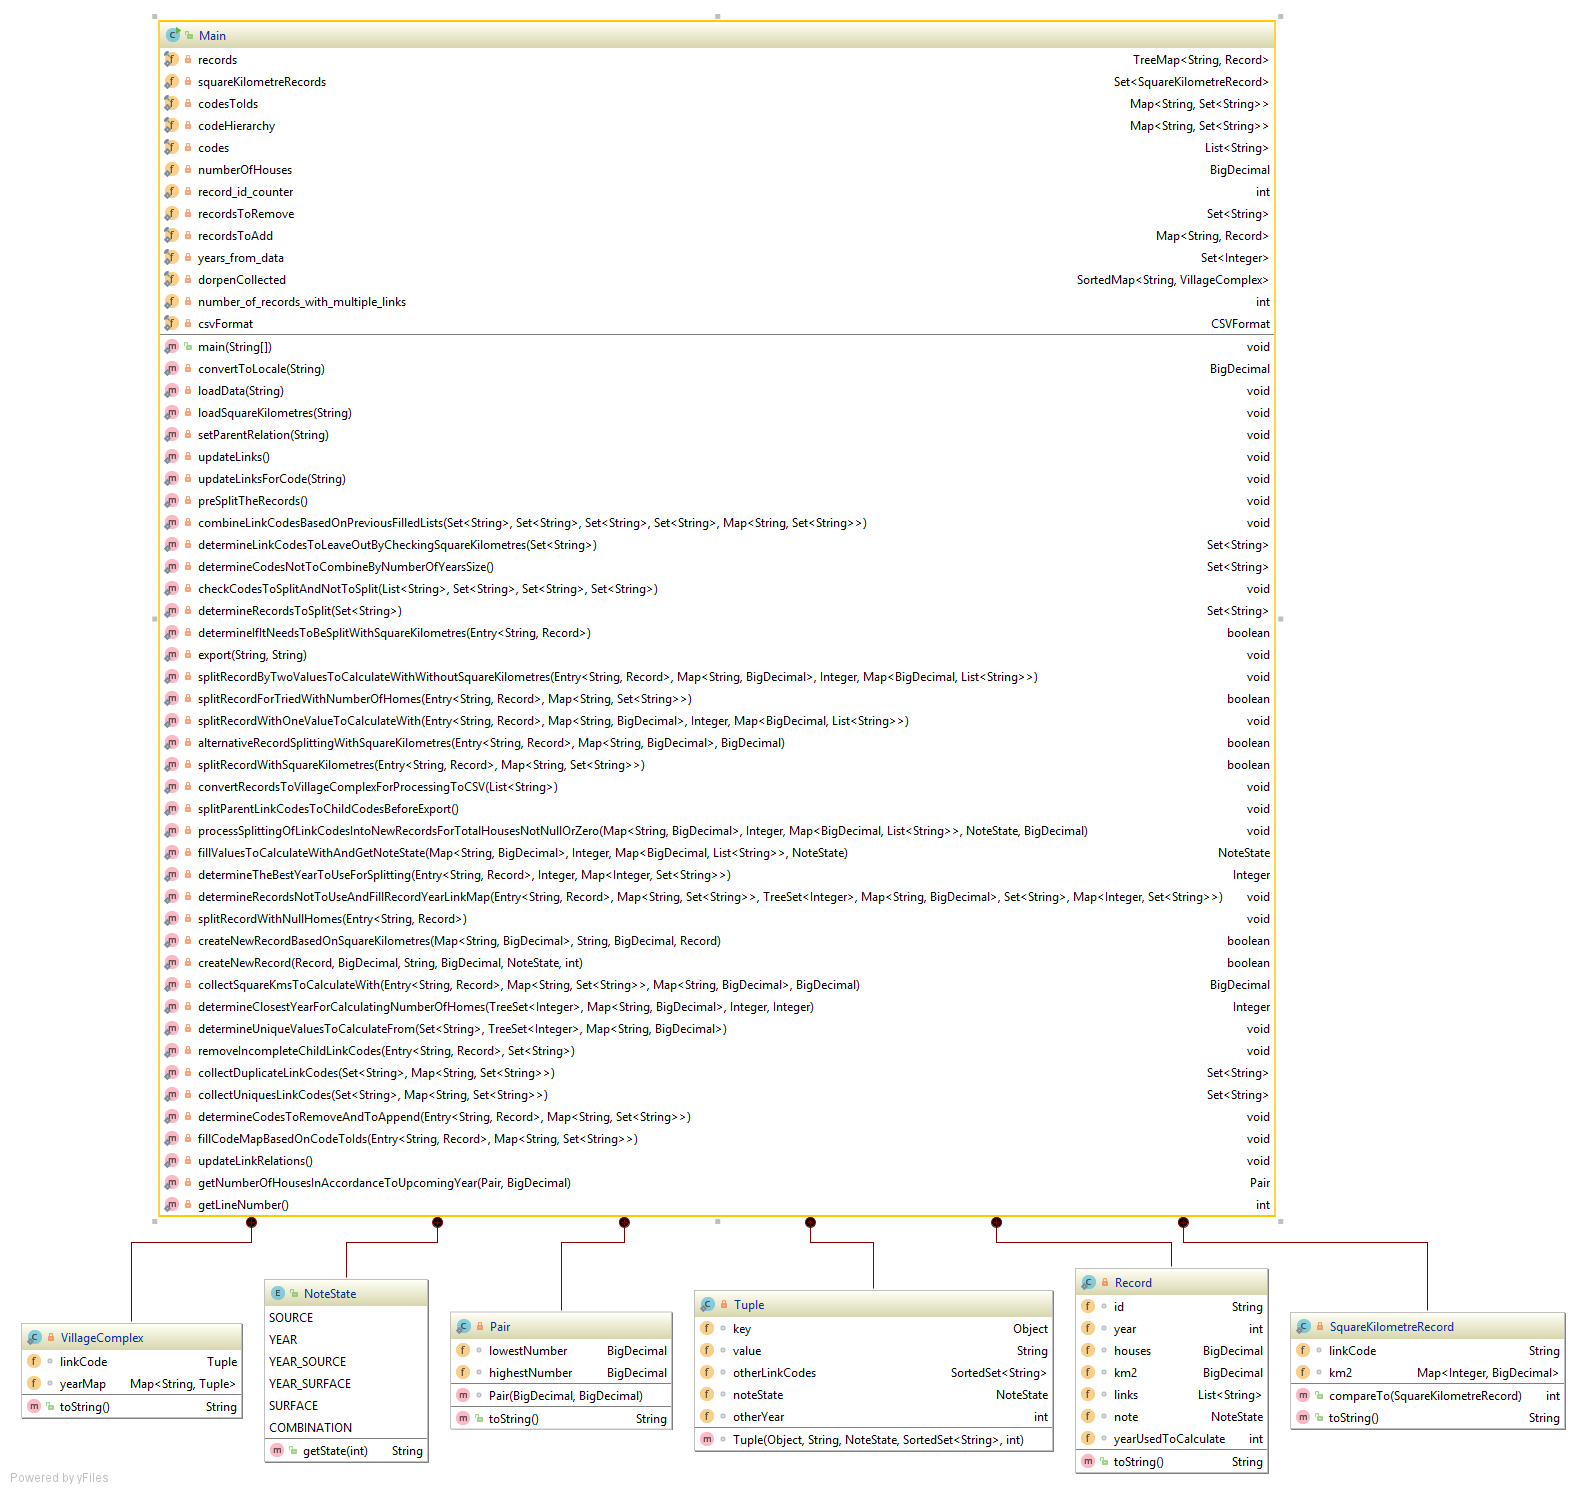 Main
records TreeMap<String, Record>
squareKilometreRecords Set<SquareKilometreRecord>
codesToIds Map<String, Set<String>>
codeHierarchy Map<String, Set<String>>
codes List<String>
numberOfHouses BigDecimal
record_id_counter int
recordsToRemove Set<String>
recordsToAdd Map<String, Record>
years_from_data Set<Integer>
dorpenCollected SortedMap<String, VillageComplex>
number_of_records_with_multiple_links int
csvFormat CSVFormat
main(String[]) void
convertToLocale(String) BigDecimal
loadData(String) void
loadSquareKilometres(String) void
setParentRelation(String) void
updateLinks() void
updateLinksForCode(String) void
preSplitTheRecords() void
combineLinkCodesBasedOnPreviousFilledLists(Set<String>, Set<String>, Set<String>, Set<String>, Map<String, Set<String>>) void
determineLinkCodesToLeaveOutByCheckingSquareKilometres(Set<String>) Set<String>
determineCodesNotToCombineByNumberOfYearsSize() Set<String>
checkCodesToSplitAndNotToSplit(List<String>, Set<String>, Set<String>, Set<String>) void
determineRecordsToSplit(Set<String>) Set<String>
determineIfItNeedsToBeSplitWithSquareKilometres(Entry<String, Record>) boolean
export(String, String) void
splitRecordByTwoValuesToCalculateWithWithoutSquareKilometres(Entry<String, Record>, Map<String, BigDecimal>, Integer, Map<BigDecimal, List<String>>) void
splitRecordForTriedWithNumberOfHomes(Entry<String, Record>, Map<String, Set<String>>) boolean
splitRecordWithOneValueToCalculateWith(Entry<String, Record>, Map<String, BigDecimal>, Integer, Map<BigDecimal, List<String>>) void
alternativeRecordSplittingWithSquareKilometres(Entry<String, Record>, Map<String, BigDecimal>, BigDecimal) boolean
splitRecordWithSquareKilometres(Entry<String, Record>, Map<String, Set<String>>) boolean
convertRecordsToVillageComplexForProcessingToCSV(List<String>) void
splitParentLinkCodesToChildCodesBeforeExport() void
processSplittingOfLinkCodesIntoNewRecordsForTotalHousesNotNullOrZero(Map<String, BigDecimal>, Integer, Map<BigDecimal, List<String>>, NoteState, BigDecimal) void
fillValuesToCalculateWithAndGetNoteState(Map<String, BigDecimal>, Integer, Map<BigDecimal, List<String>>, NoteState) NoteState
determineTheBestYearToUseForSplitting(Entry<String, Record>, Integer, Map<Integer, Set<String>>) Integer
determineRecordsNotToUseAndFillRecordYearLinkMap(Entry<String, Record>, Map<String, Set<String>>, TreeSet<Integer>, Map<String, BigDecimal>, Set<String>, Map<Integer, Set<String>>) void
splitRecordWithNullHomes(Entry<String, Record>) void
createNewRecordBasedOnSquareKilometres(Map<String, BigDecimal>, String, BigDecimal, Record) boolean
createNewRecord(Record, BigDecimal, String, BigDecimal, NoteState, int) boolean
collectSquareKmsToCalculateWith(Entry<String, Record>, Map<String, Set<String>>, Map<String, BigDecimal>, BigDecimal) BigDecimal
determineClosestYearForCalculatingNumberOfHomes(TreeSet<Integer>, Map<String, BigDecimal>, Integer, Integer) Integer
determineUniqueValuesToCalculateFrom(Set<String>, TreeSet<Integer>, Map<String, BigDecimal>) void
removeIncompleteChildLinkCodes(Entry<String, Record>, Set<String>) void
collectDuplicateLinkCodes(Set<String>, Map<String, Set<String>>) Set<String>
collectUniquesLinkCodes(Set<String>, Map<String, Set<String>>) Set<String>
determineCodesToRemoveAndToAppend(Entry<String, Record>, Map<String, Set<String>>) void
fillCodeMapBasedOnCodeToIds(Entry<String, Record>, Map<String, Set<String>>) void
updateLinkRelations() void
getNumberOfHousesInAccordanceToUpcomingYear(Pair, BigDecimal) Pair
getLineNumber() int
VillageComplex
linkCode Tuple
yearMap Map<String, Tuple>
toString() String
NoteState
SOURCE
YEAR
YEAR_SOURCE
YEAR_SURFACE
SURFACE
COMBINATION
getState(int) String
Pair
lowestNumber BigDecimal
highestNumber BigDecimal
Pair(BigDecimal, BigDecimal)
toString() String
Tuple
key Object
value String
otherLinkCodes SortedSet<String>
noteState NoteState
otherYear int
Tuple(Object, String, NoteState, SortedSet<String>, int)
Record
id String
year int
houses BigDecimal
km2 BigDecimal
links List<String>
note NoteState
yearUsedToCalculate int
toString() String
SquareKilometreRecord
linkCode String
km2 Map<Integer, BigDecimal>
compareTo(SquareKilometreRecord) int
toString() String
Powered by yFiles